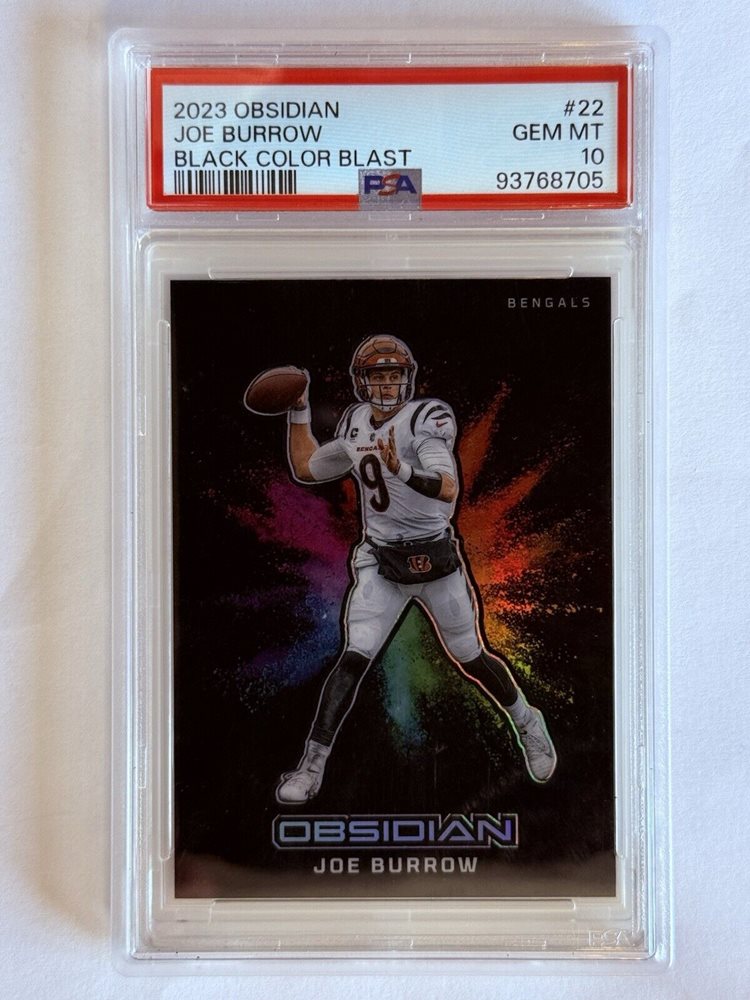 2023 OBSIDIAN #22
JOE BURROW GEM MT
BLACK COLOR BLAST 10
PSA 93768705
BENGALS
C
BENGALS
9
B
OBSIDIAN
JOE BURROW
PSA